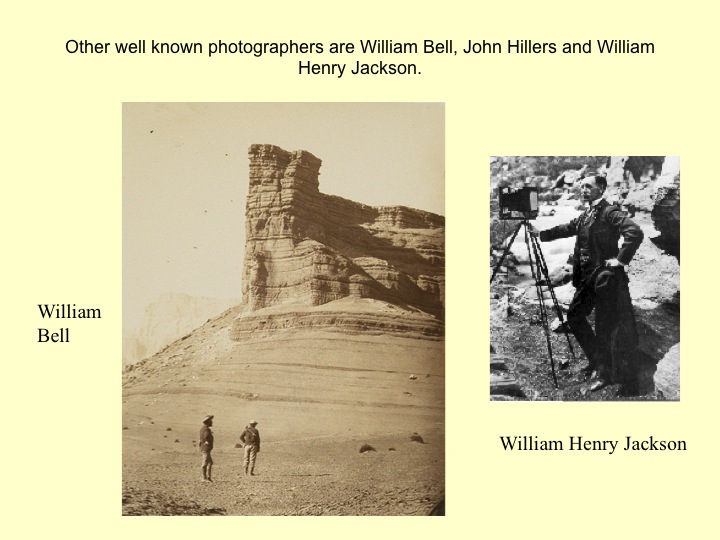 Other well known photographers are William Bell, John Hillers and William
Henry Jackson.
William
Bell
William Henry Jackson